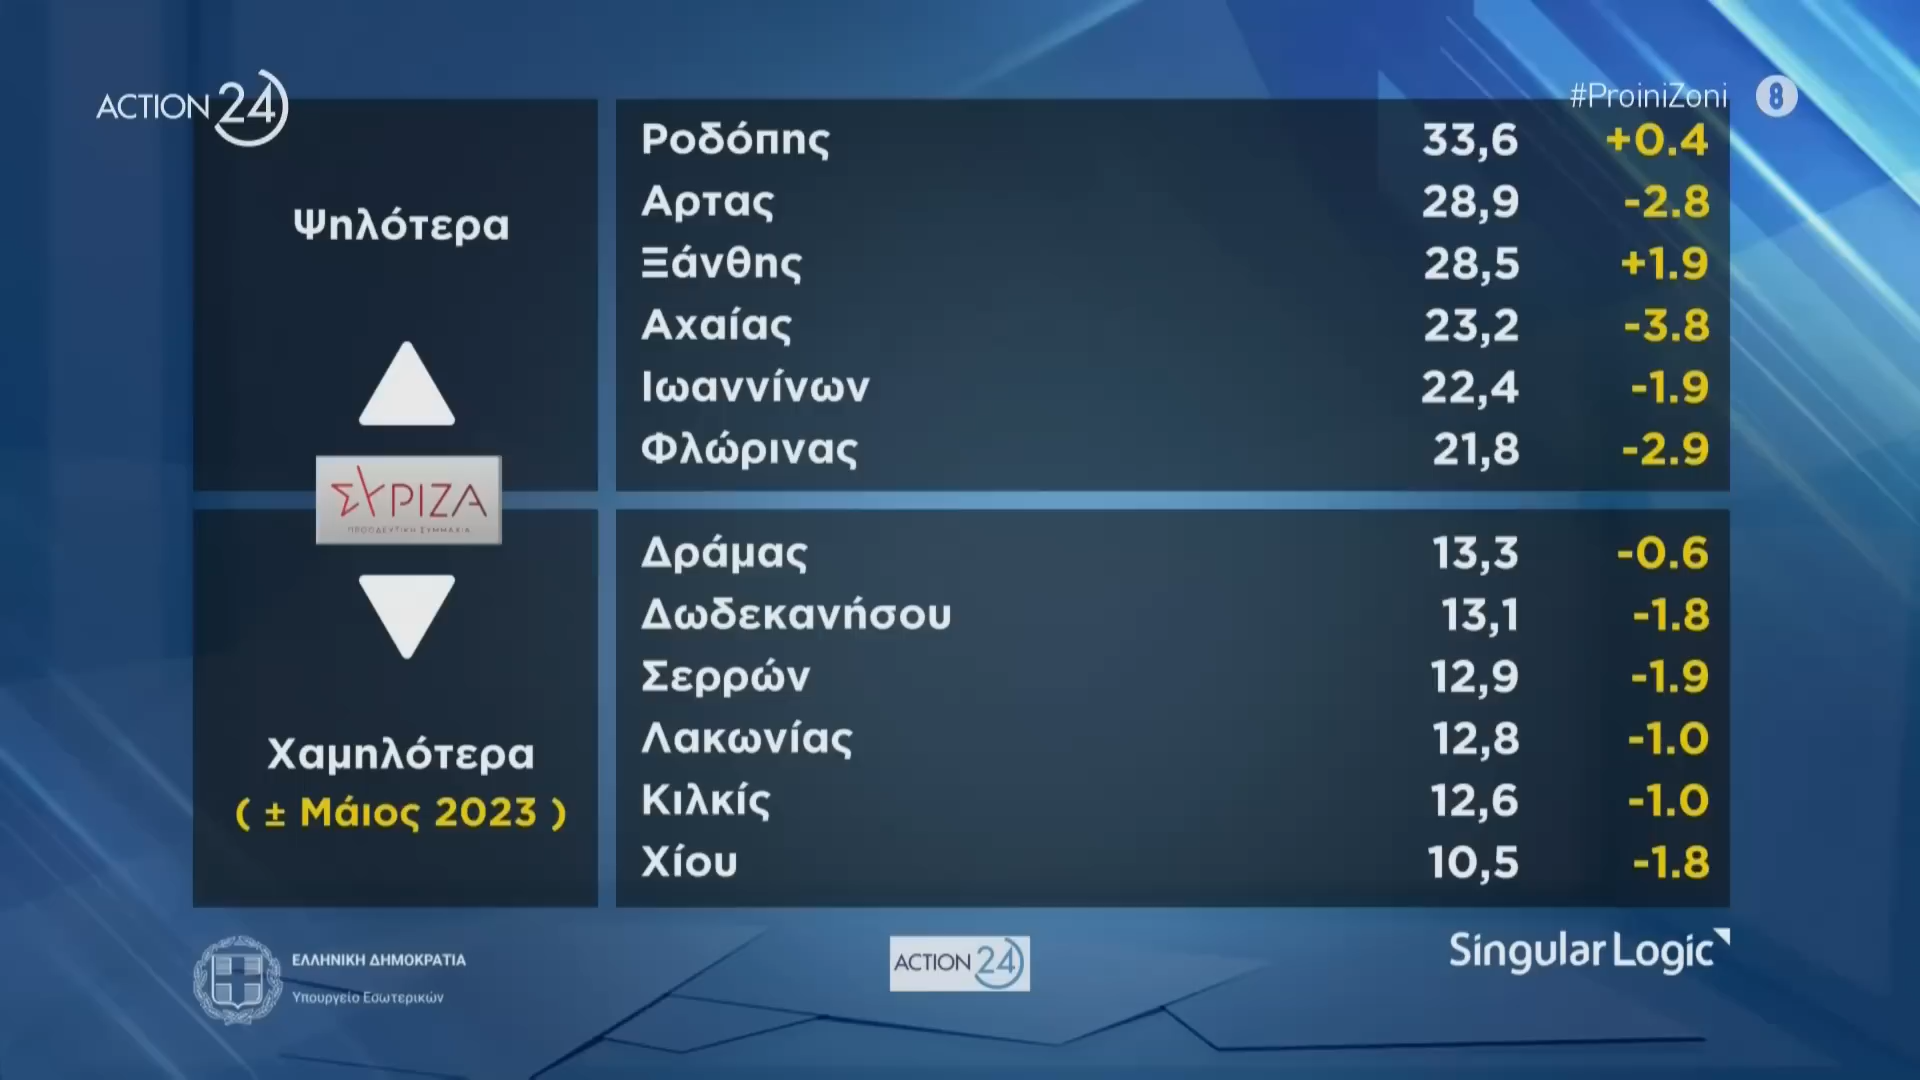 ACTION 24
#ProiniZoni 8
Ψηλότερα
Ροδόπης 33,6 +0.4
Αρτας 28,9 -2.8
Ξάνθης 28,5 +1.9
Αχαίας 23,2 -3.8
Ιωαννίνων 22,4 -1.9
Φλώρινας 21,8 -2.9
ΣΥΡΙΖΑ
ΠΡΟΟΔΕΥΤΙΚΗ ΣΥΜΜΑΧΙΑ
Χαμηλότερα
( ± Μάιος 2023 )
Δράμας 13,3 -0.6
Δωδεκανήσου 13,1 -1.8
Σερρών 12,9 -1.9
Λακωνίας 12,8 -1.0
Κιλκίς 12,6 -1.0
Χίου 10,5 -1.8
ΕΛΛΗΝΙΚΗ ΔΗΜΟΚΡΑΤΙΑ
Υπουργείο Εσωτερικών
ACTION 24
SingularLogic